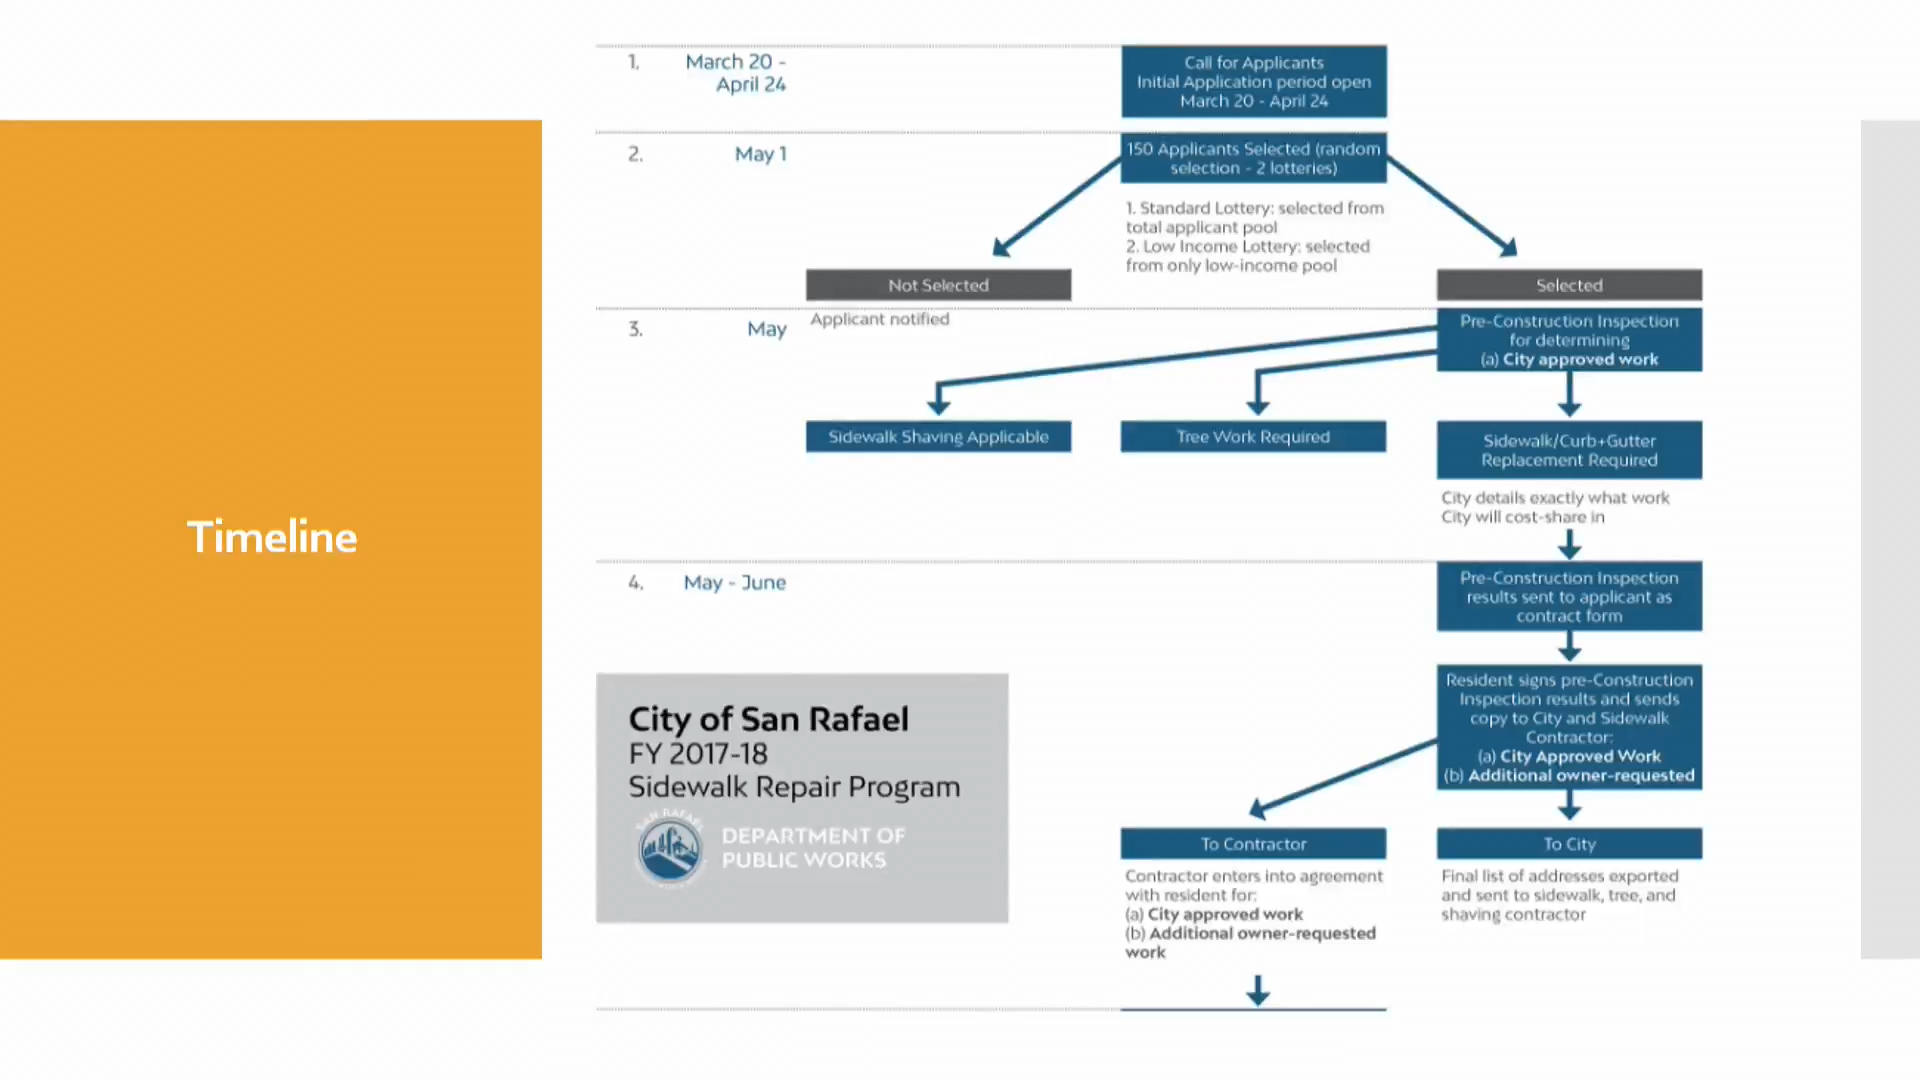 Timeline
1.
March 20 -
April 24
Call for Applicants
Initial Application period open
March 20 - April 24
2.
May 1
150 Applicants Selected (random
selection - 2 lotteries)
1. Standard Lottery: selected from
total applicant pool
2. Low Income Lottery: selected
from only low-income pool
Not Selected
Selected
3.
May
Applicant notified
Pre-Construction Inspection
for determining
(a) City approved work
Sidewalk Shaving Applicable
Tree Work Required
Sidewalk/Curb+Gutter
Replacement Required
City details exactly what work
City will cost-share in
4.
May - June
Pre-Construction Inspection
results sent to applicant as
contract form
Resident signs pre-Construction
Inspection results and sends
copy to City and Sidewalk
Contractor:
(a) City Approved Work
(b) Additional owner-requested
To Contractor
To City
Contractor enters into agreement
with resident for:
(a) City approved work
(b) Additional owner-requested
work
Final list of addresses exported
and sent to sidewalk, tree, and
shaving contractor
City of San Rafael
FY 2017-18
Sidewalk Repair Program
SAN RAFAEL
DEPARTMENT OF
PUBLIC WORKS